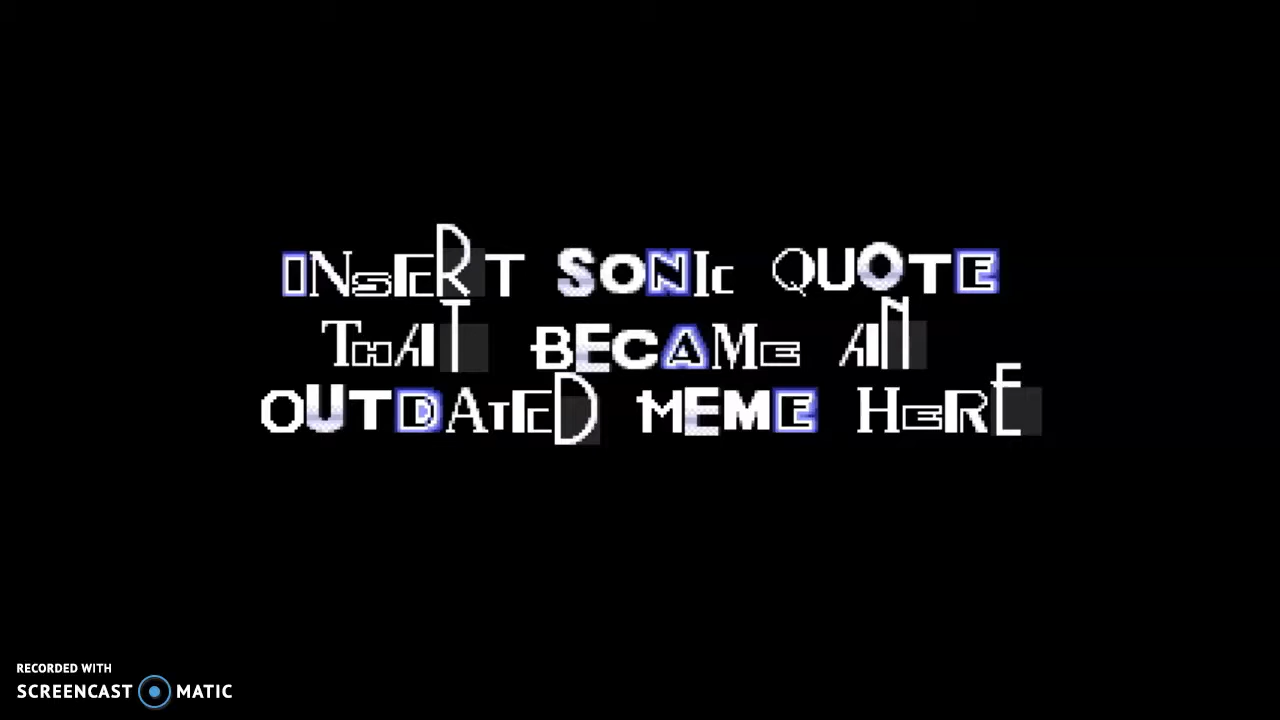 INSERT SONIC QUOTE
THAT BECAME AN
OUTDATED MEME HERE
RECORDED WITH
SCREENCAST MATIC